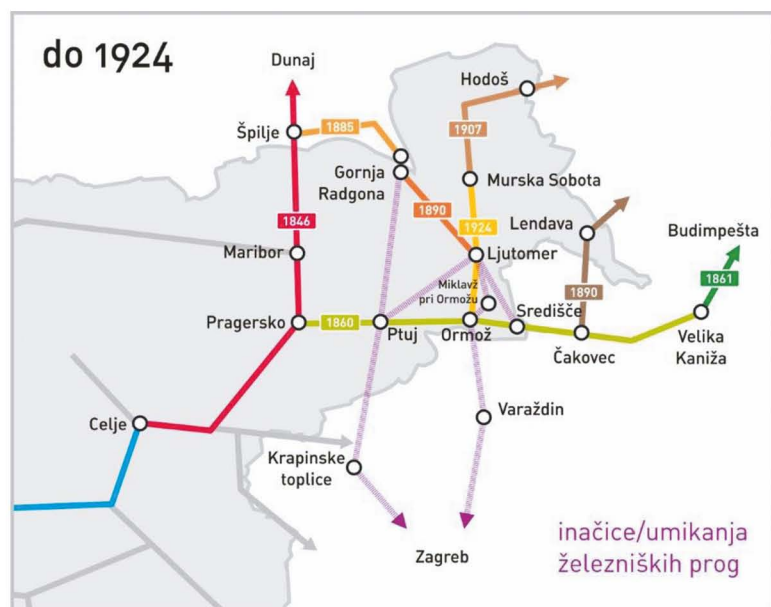 do 1924
Dunaj
Hodoš
Špilje
1885
1907
Gornja
Radgona
Murska Sobota
1890
1924
Lendava
1846
Budimpešta
Maribor
Ljutomer
Miklavž
pri Ormožu
1890
1861
Središče
Pragersko
1860
Ptuj
Ormož
Čakovec
Velika
Kaniža
Celje
Varaždin
Krapinske
toplice
Zagreb
inačice/umikanja
železniških prog